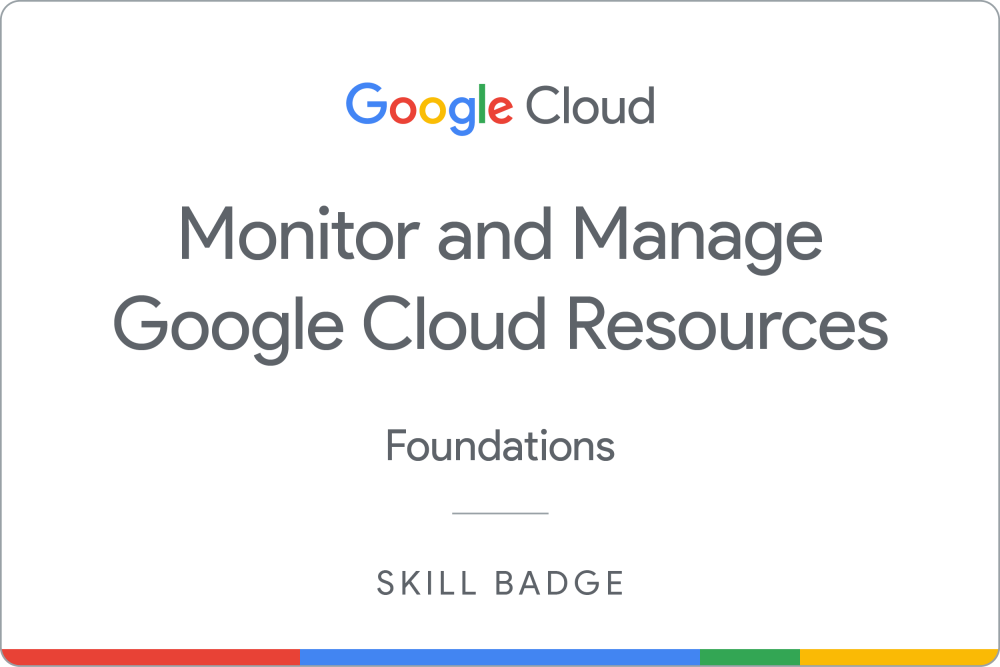 Google Cloud
Monitor and Manage
Google Cloud Resources
Foundations
SKILL BADGE